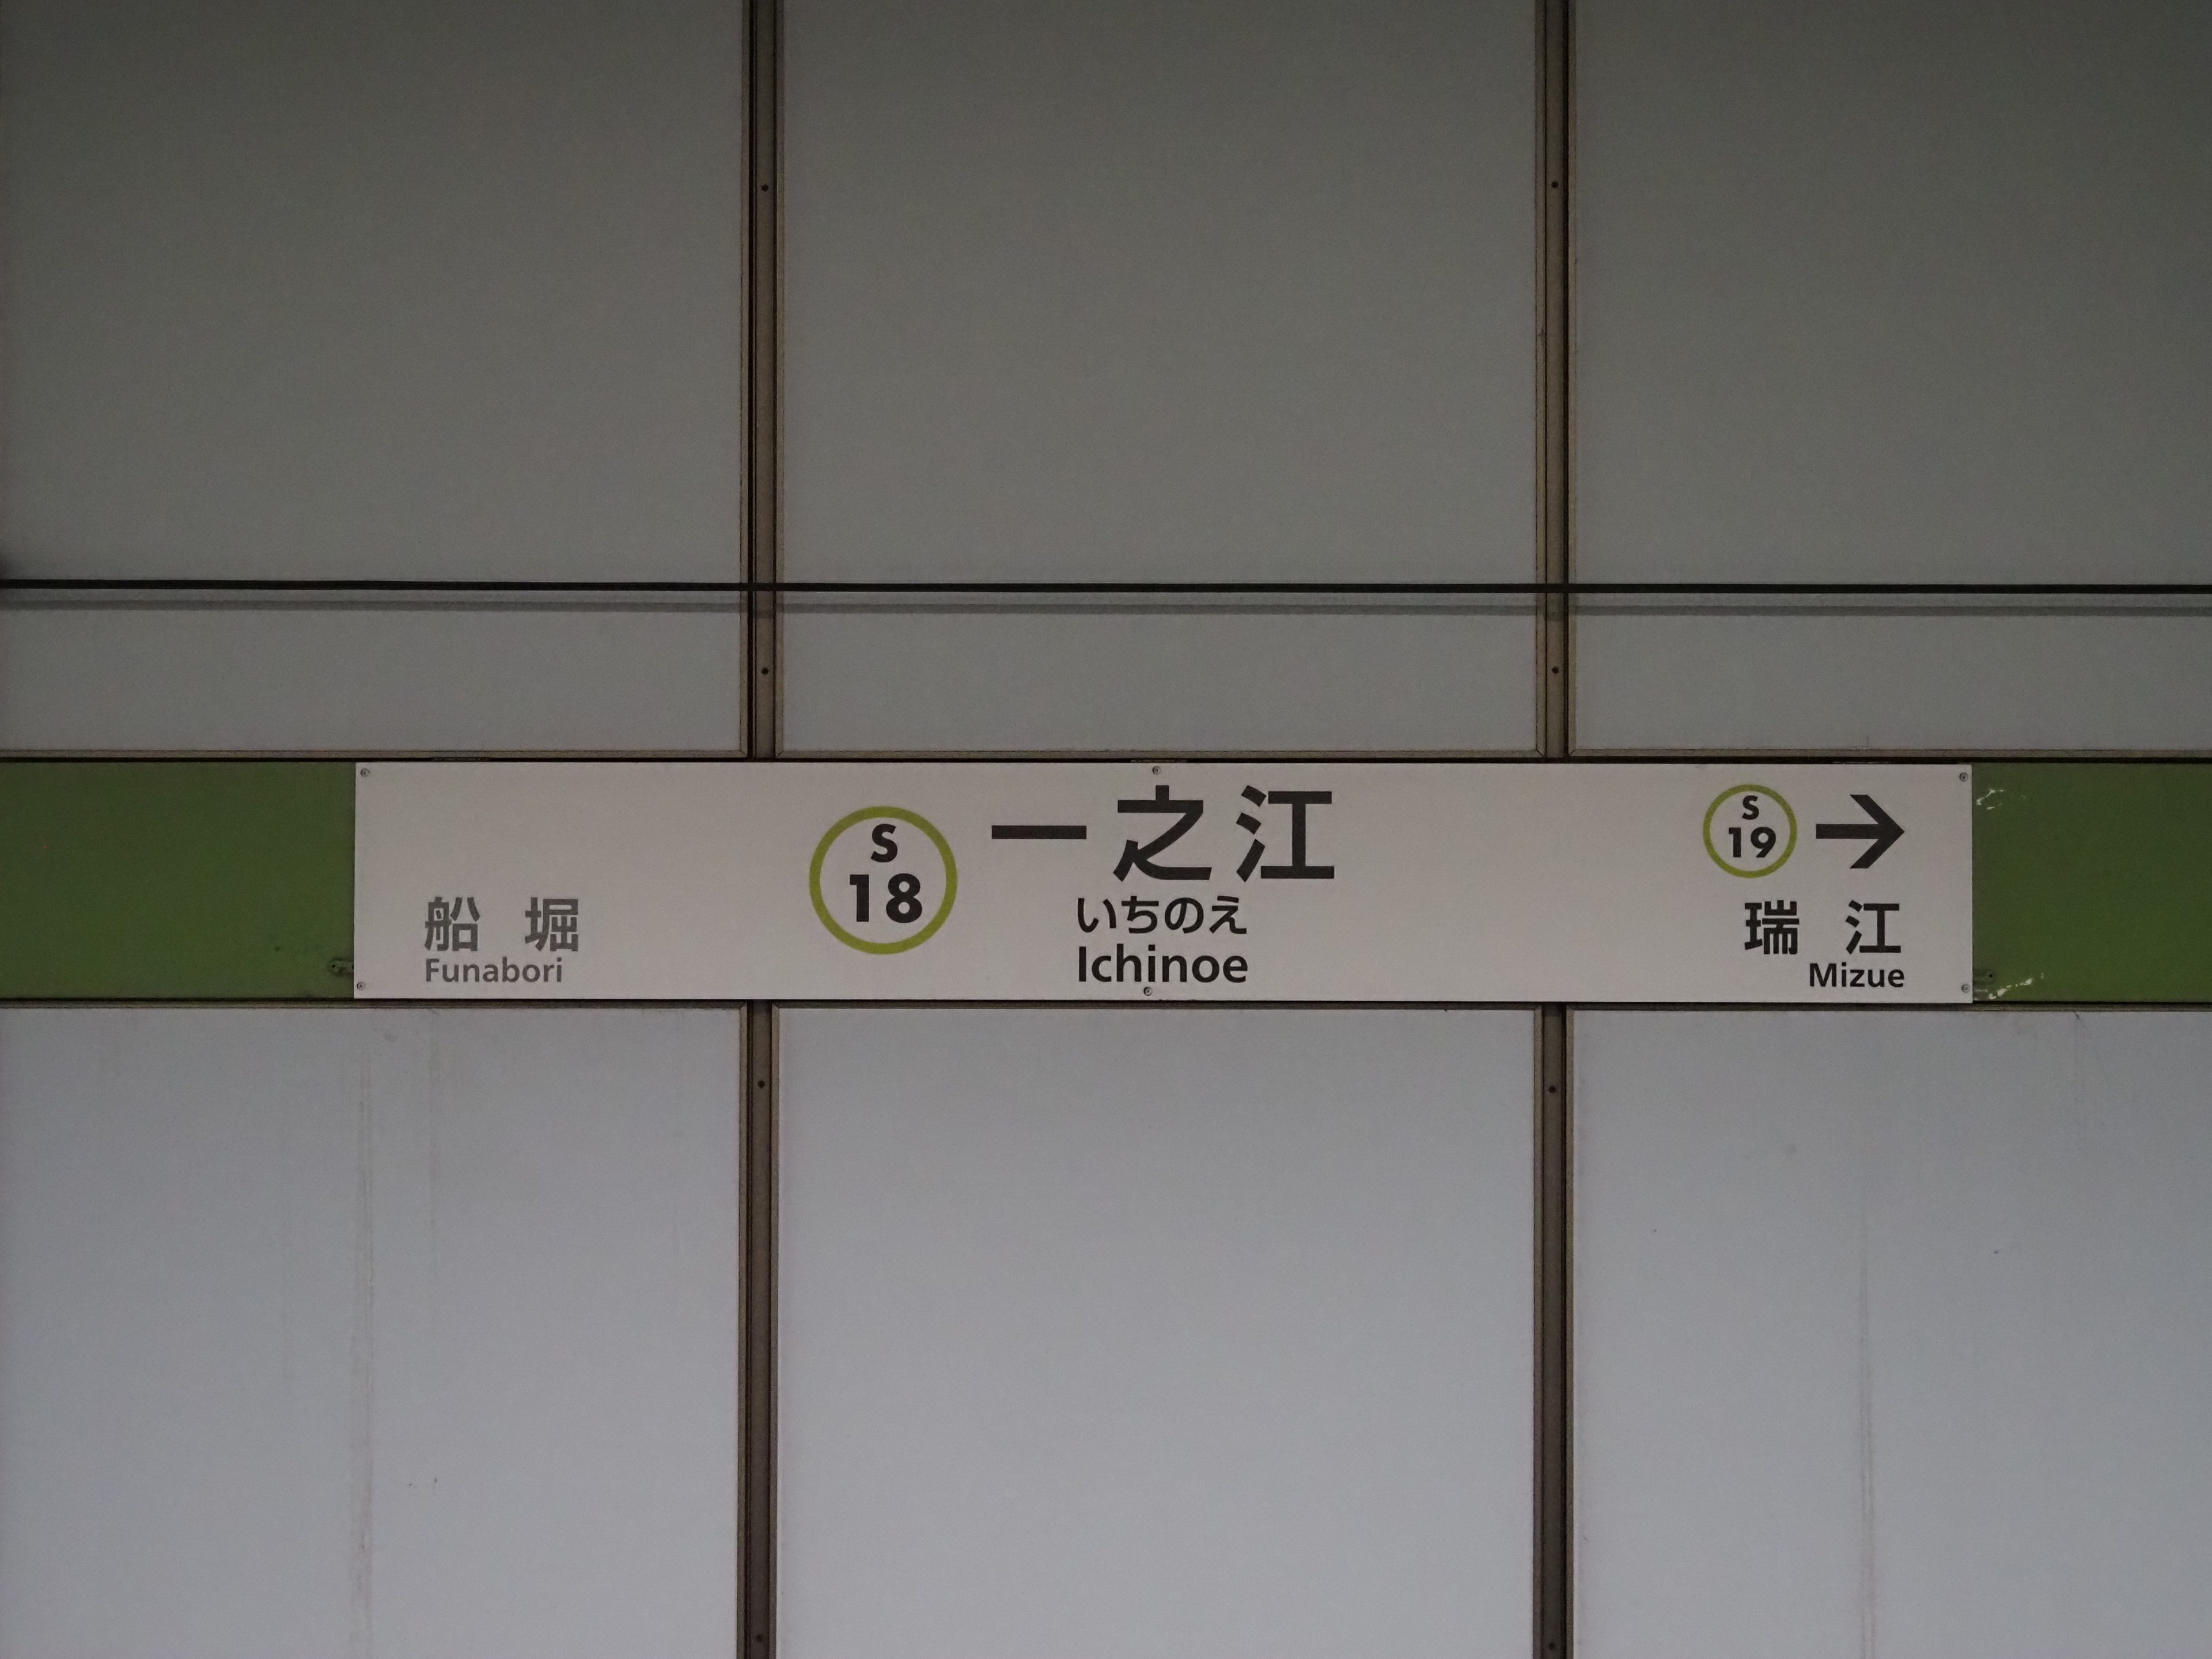 船 堀
Funabori
S
18
一之江
いちのえ
Ichinoe
S
19
→
瑞 江
Mizue